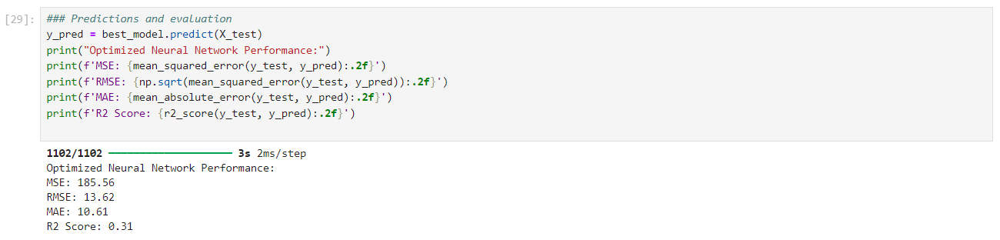 [29]:
### Predictions and evaluation
y_pred = best_model.predict(X_test)
print("Optimized Neural Network Performance:")
print(f'MSE: {mean_squared_error(y_test, y_pred):.2f}')
print(f'RMSE: {np.sqrt(mean_squared_error(y_test, y_pred)):.2f}')
print(f'MAE: {mean_absolute_error(y_test, y_pred):.2f}')
print(f'R2 Score: {r2_score(y_test, y_pred):.2f}')
1102/1102 ━━━━━━━━━━━━━━━━━━━━ 3s 2ms/step
Optimized Neural Network Performance:
MSE: 185.56
RMSE: 13.62
MAE: 10.61
R2 Score: 0.31